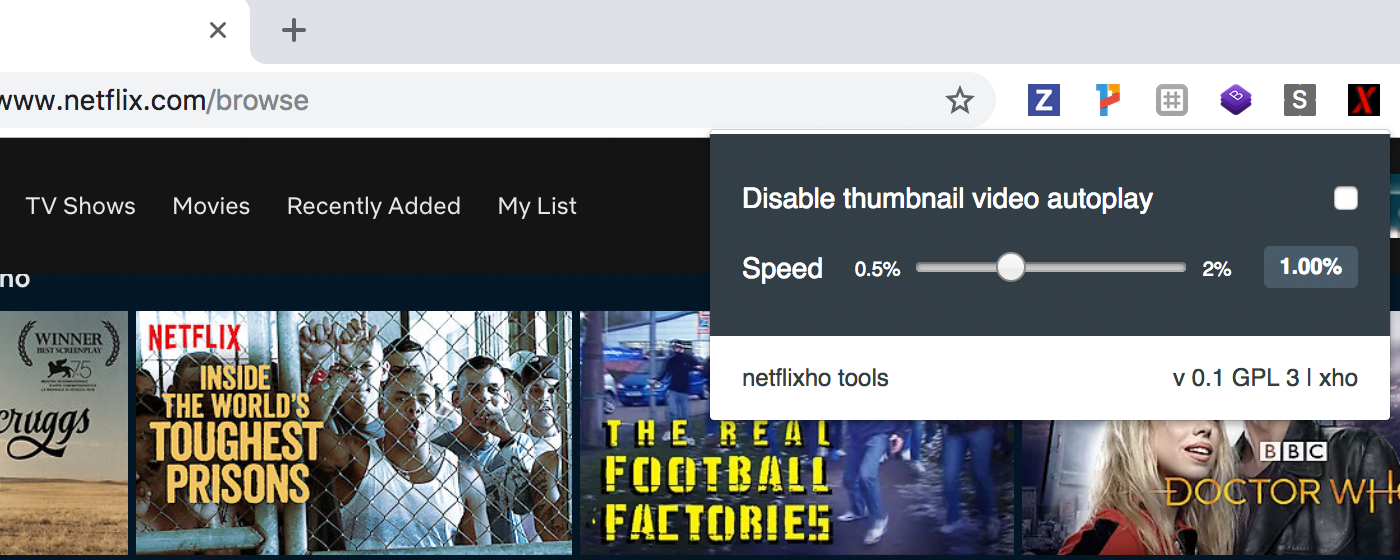 www.netflix.com/browse
Z
S
X
TV Shows Movies Recently Added My List
Disable thumbnail video autoplay
Speed 0.5% 2% 1.00%
netflixho tools v 0.1 GPL 3 | xho
ho
WINNER
BEST SCREENPLAY
75
cruggs
NETFLIX
INSIDE
THE WORLD'S
TOUGHEST
PRISONS
THE REAL
FOOTBALL
FACTORIES
BBC
DOCTOR WHO